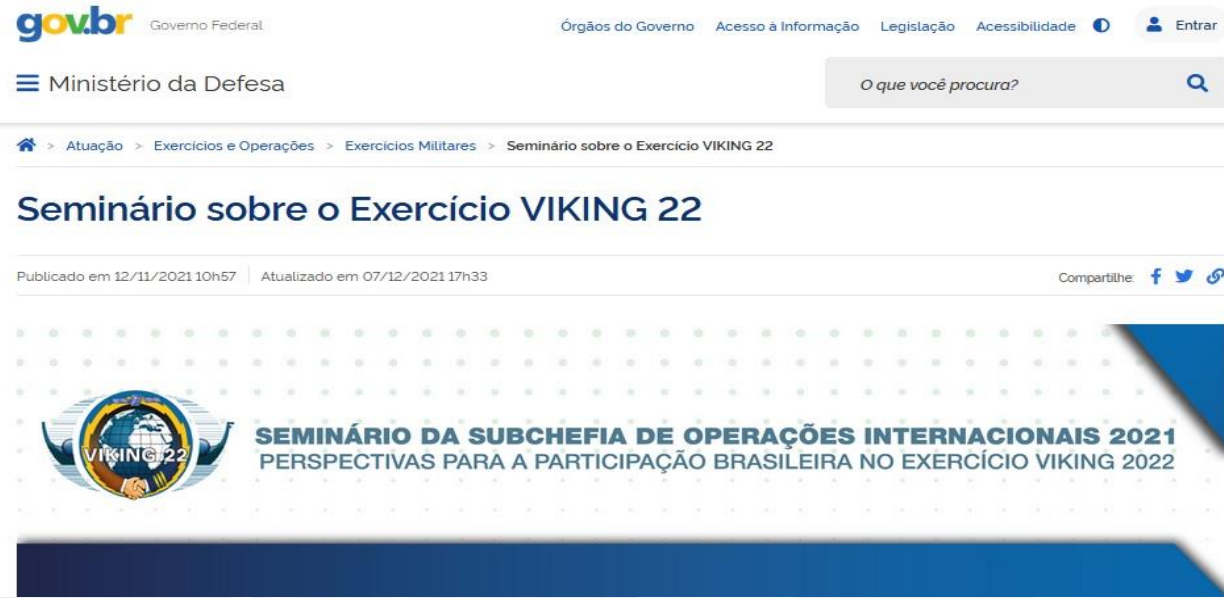 gov.br Governo Federal Órgãos do Governo Acesso à Informação Legislação Acessibilidade Entrar
Ministério da Defesa O que você procura?
> Atuação > Exercícios e Operações > Exercícios Militares > Seminário sobre o Exercício VIKING 22
Seminário sobre o Exercício VIKING 22
Publicado em 12/11/2021 10h57 Atualizado em 07/12/2021 17h33 Compartilhe:
VIKING 22
SEMINÁRIO DA SUBCHEFIA DE OPERAÇÕES INTERNACIONAIS 2021
PERSPECTIVAS PARA A PARTICIPAÇÃO BRASILEIRA NO EXERCÍCIO VIKING 2022